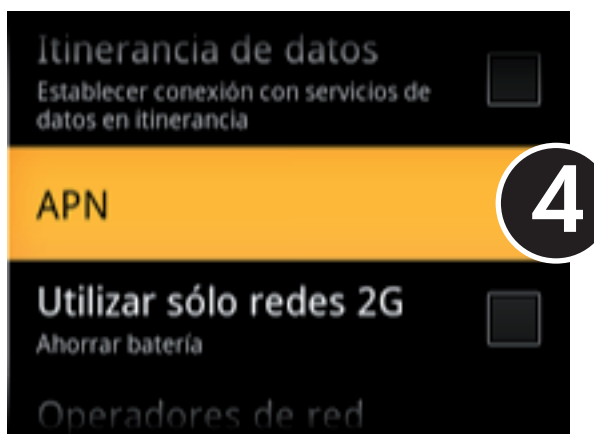 Itinerancia de datos
Establecer conexión con servicios de
datos en itinerancia
APN
4
Utilizar sólo redes 2G
Ahorrar batería
Operadores de red